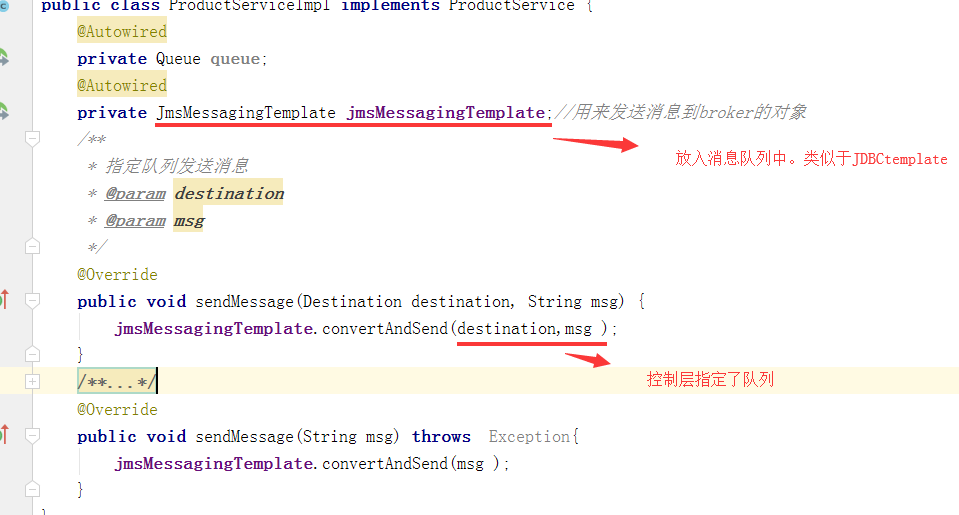 public class ProductServiceImpl implements ProductService {
@Autowired
private Queue queue;
@Autowired
private JmsMessagingTemplate jmsMessagingTemplate;//用来发送消息到broker的对象
/**
放入消息队列中。类似于JDBCtemplate
* 指定队列发送消息
* @param destination
* @param msg
*/
@Override
public void sendMessage(Destination destination, String msg) {
jmsMessagingTemplate.convertAndSend(destination,msg );
}
/**...*/
控制层指定了队列
@Override
public void sendMessage(String msg) throws Exception{
jmsMessagingTemplate.convertAndSend(msg );
}